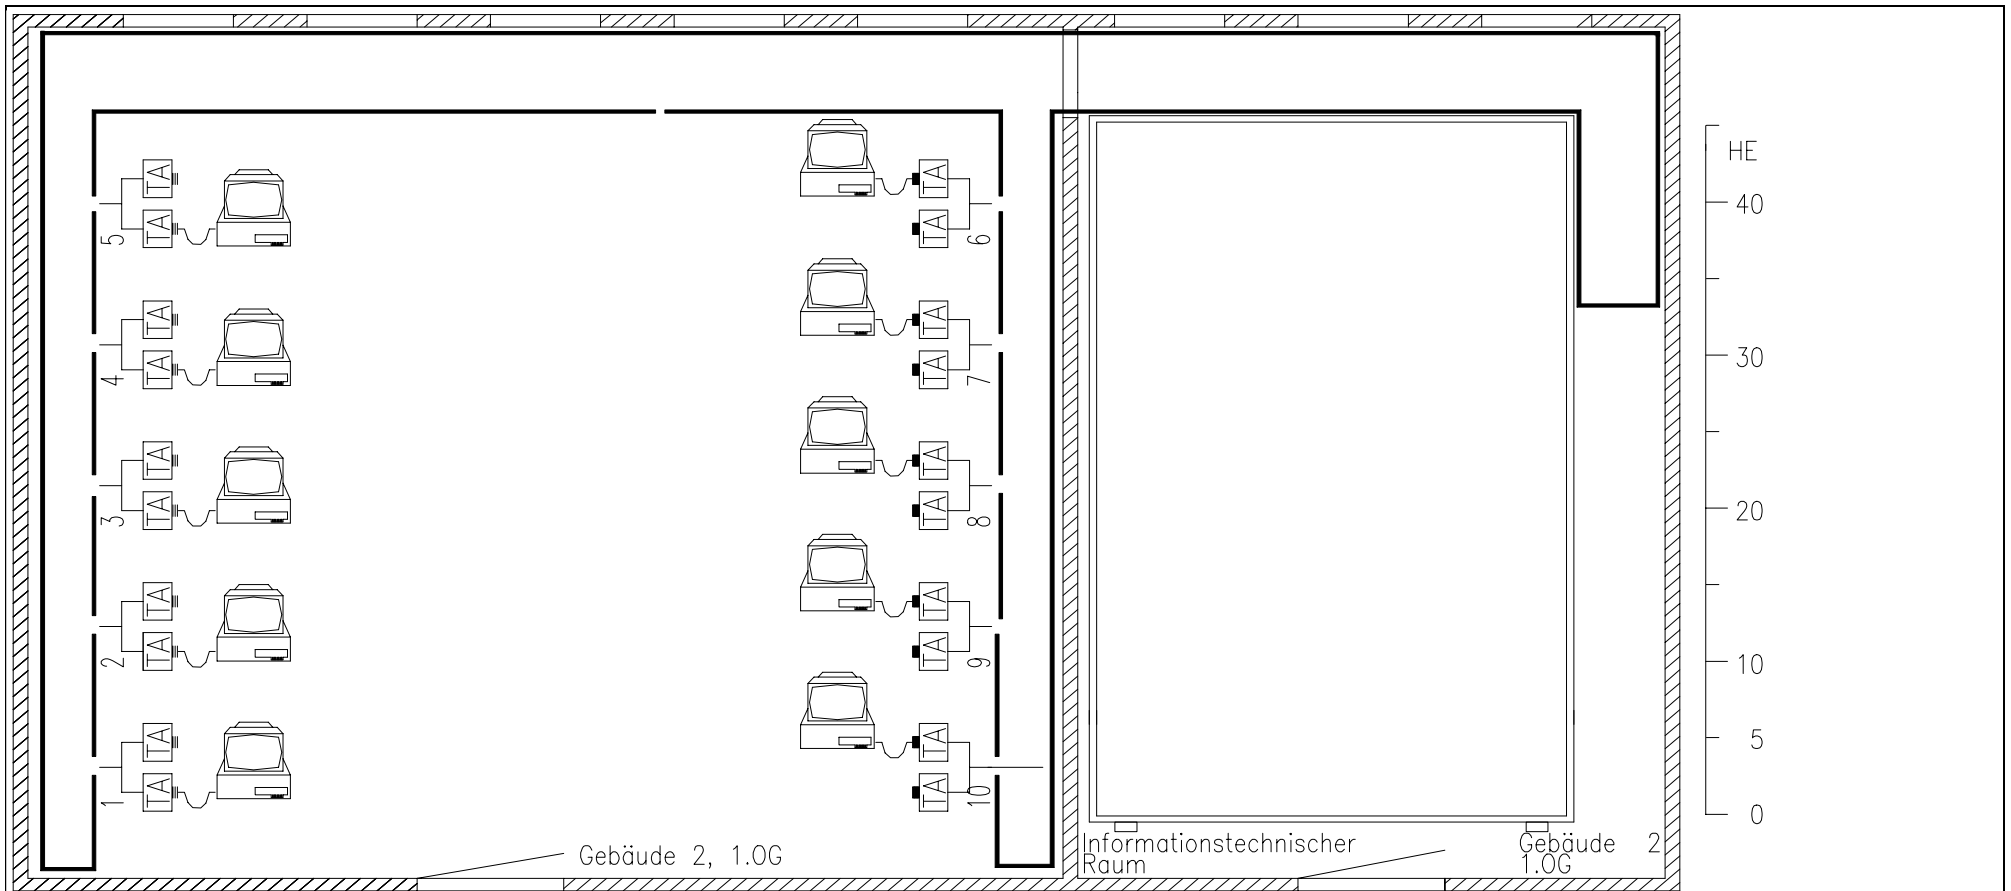 TA
TA
5
TA
TA
4
TA
TA
3
TA
TA
2
TA
TA
1
TA
TA
6
TA
TA
7
TA
TA
8
TA
TA
9
TA
TA
10
Gebäude 2, 1.OG
Informationstechnischer
Raum
Gebäude 2
1.OG
HE
40
30
20
10
5
0